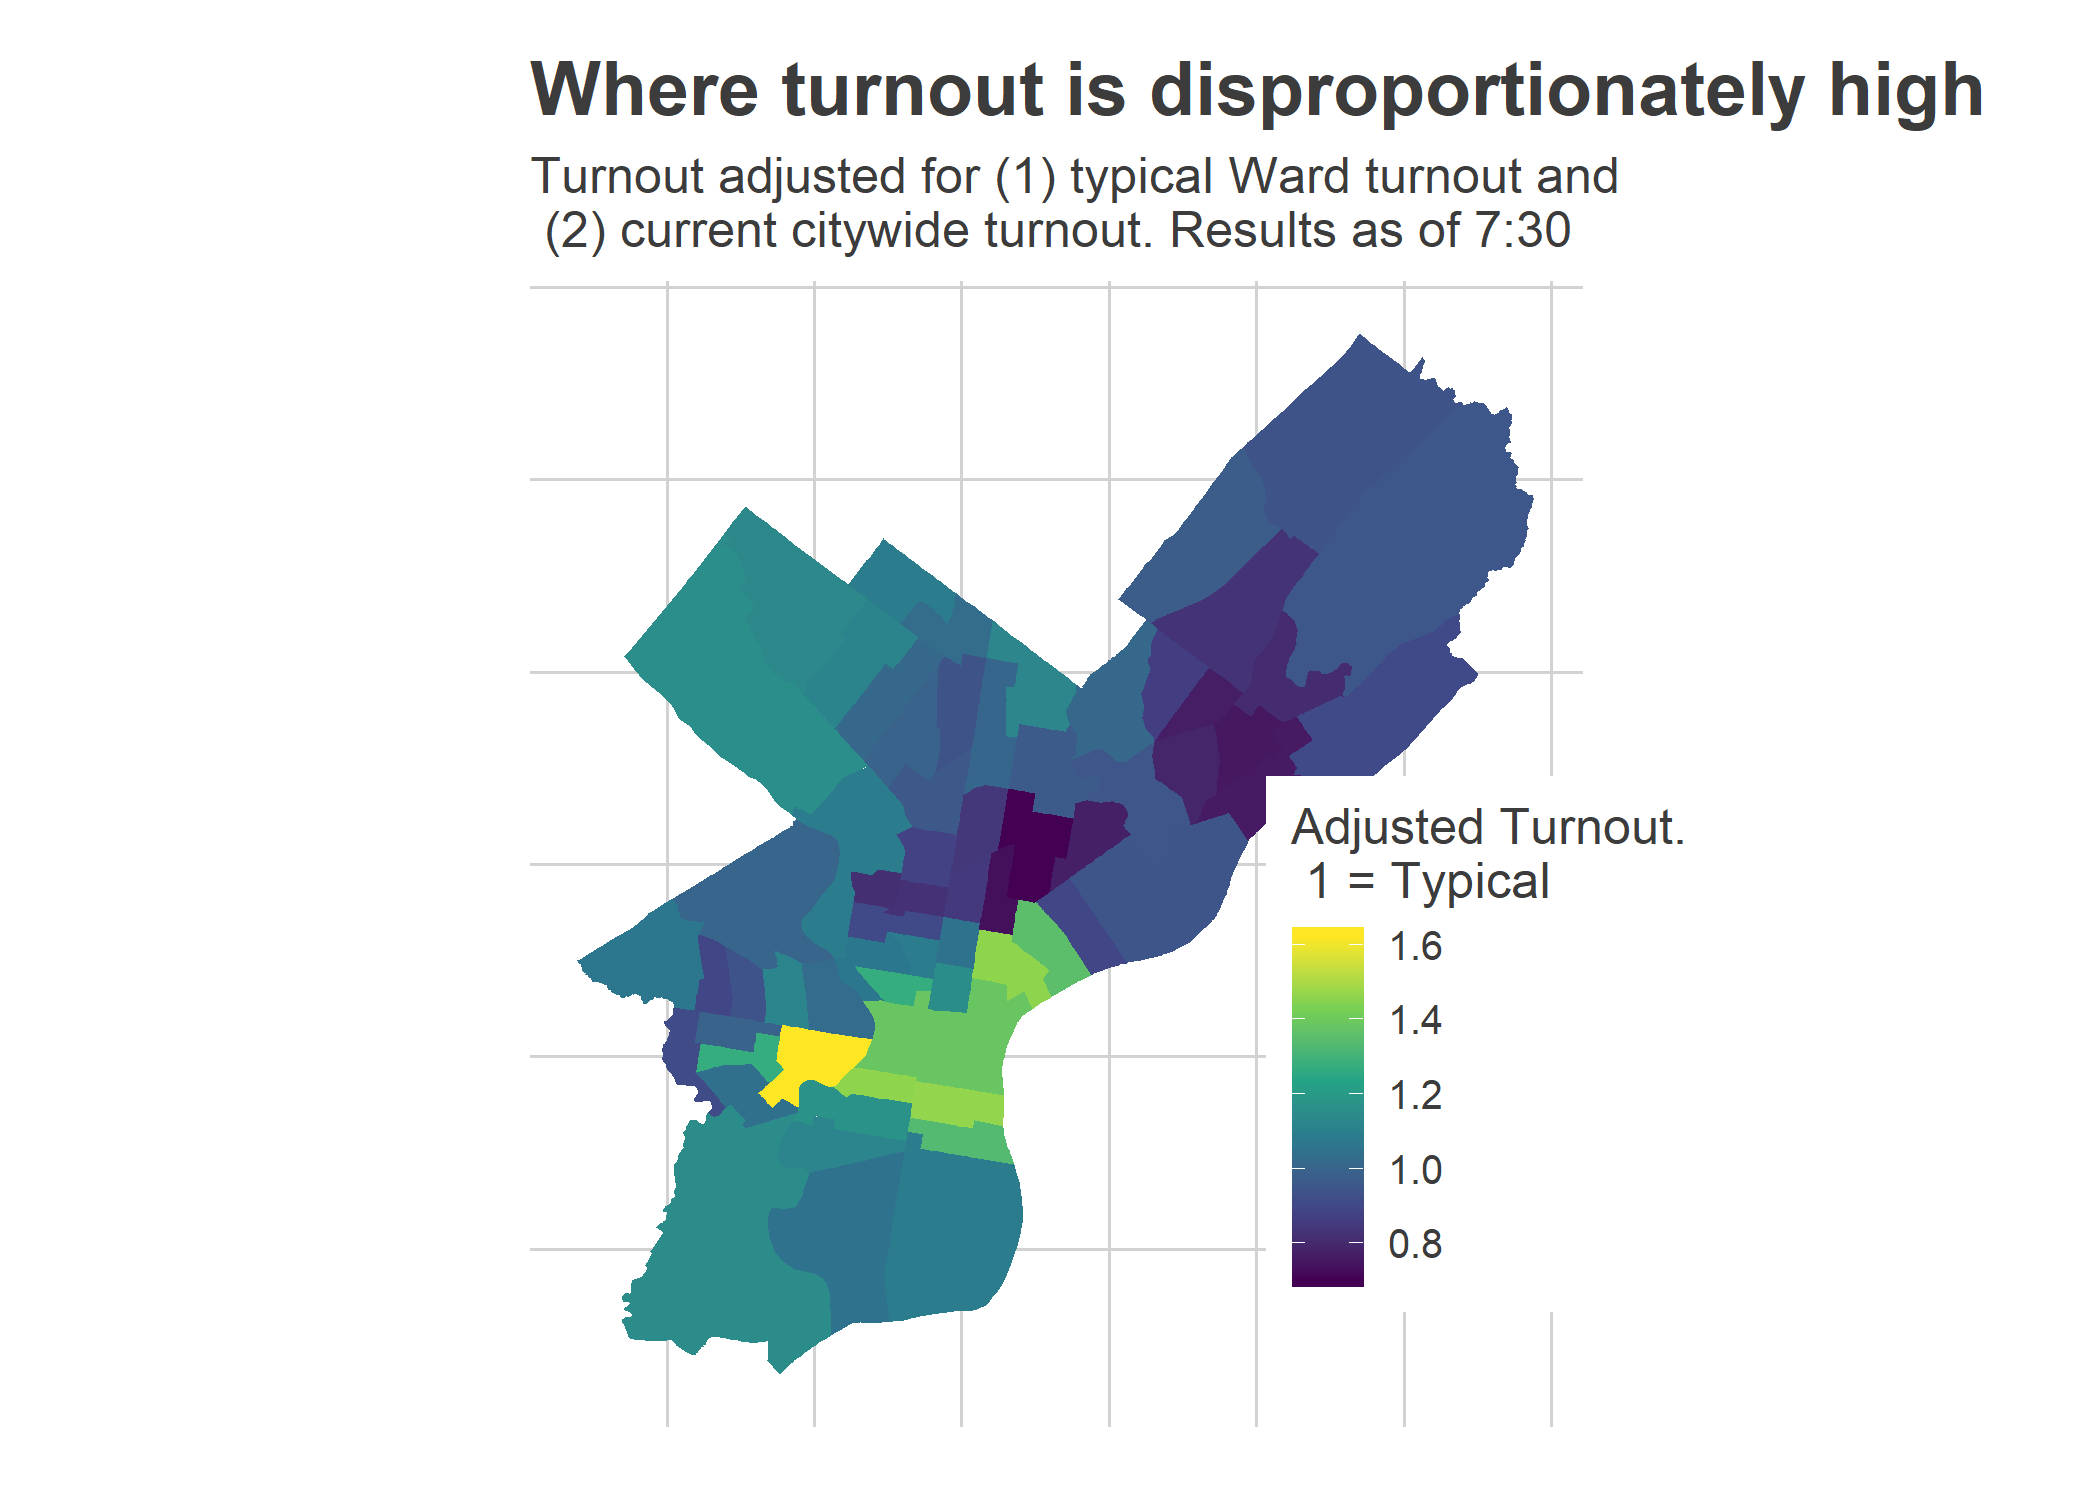 Where turnout is disproportionately high
Turnout adjusted for (1) typical Ward turnout and
(2) current citywide turnout. Results as of 7:30
Adjusted Turnout.
1 = Typical
1.6
1.4
1.2
1.0
0.8